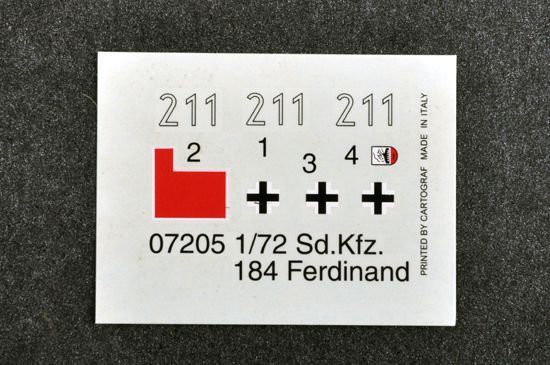 211 211 211
2 1 3 4
07205 1/72 Sd.Kfz.
184 Ferdinand
PRINTED BY CARTOGRAF MADE IN ITALY